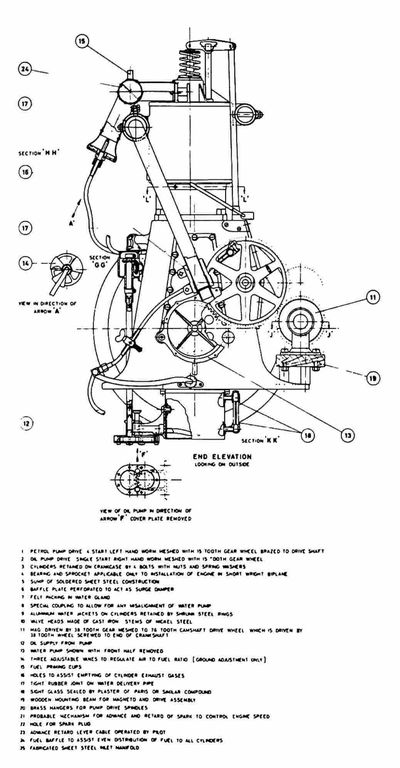 15
24
17
SECTION 'HH'
16
'A'
'L' 'L'
17
SECTION
'GG'
14
VIEW IN DIRECTION OF
ARROW 'A'
11
J J
19
12
SECTION 'KK'
18
13
'F'
END ELEVATION
LOOKING ON OUTSIDE
VIEW OF OIL PUMP IN DIRECTION OF
ARROW 'F' COVER PLATE REMOVED
1 PETROL PUMP DRIVE 4 START LEFT HAND WORM MESHED WITH 15 TOOTH GEAR WHEEL BRAZED TO DRIVE SHAFT
2 OIL PUMP DRIVE SINGLE START RIGHT HAND WORM MESHED WITH 15 TOOTH GEAR WHEEL
3 CYLINDERS RETAINED ON CRANKCASE BY 4 BOLTS WITH NUTS AND SPRING WASHERS
4 BEARING AND SPROCKET APPLICABLE ONLY TO INSTALLATION OF ENGINE IN SHORT WRIGHT BIPLANE
5 SUMP OF SOLDERED SHEET STEEL CONSTRUCTION
6 BAFFLE PLATE PERFORATED TO ACT AS SURGE DAMPER
7 FELT PACKING IN WATER GLAND
8 SPECIAL COUPLING TO ALLOW FOR ANY MISALIGNMENT OF WATER PUMP
9 ALUMINIUM WATER JACKETS ON CYLINDERS RETAINED BY SHRUNK STEEL RINGS
10 VALVE HEADS MADE OF CAST IRON STEMS OF NICKEL STEEL
11 MAG. DRIVEN BY 38 TOOTH GEAR MESHED TO 76 TOOTH CAMSHAFT DRIVE WHEEL WHICH IS DRIVEN BY
38 TOOTH WHEEL SCREWED TO END OF CRANKSHAFT
12 OIL SUPPLY FROM PUMP
13 WATER PUMP SHOWN WITH FRONT HALF REMOVED
14 THREE ADJUSTABLE VANES TO REGULATE AIR TO FUEL RATIO [GROUND ADJUSTMENT ONLY]
15 FUEL PRIMING CUPS
16 HOLES TO ASSIST EMPTYING OF CYLINDER EXHAUST GASES
17 TIGHT RUBBER JOINT ON WATER DELIVERY PIPE
18 SIGHT GLASS SEALED BY PLASTER OF PARIS OR SIMILAR COMPOUND
19 WOODEN MOUNTING BEAM FOR MAGNETO AND DRIVE ASSEMBLY
20 BRASS HANGERS FOR PUMP DRIVE SPINDLES
21 PROBABLE MECHANISM FOR ADVANCE AND RETARD OF SPARK TO CONTROL ENGINE SPEED
22 HOLE FOR SPARK PLUG
23 ADVANCE RETARD LEVER CABLE OPERATED BY PILOT
24 FUEL BAFFLE TO ASSIST EVEN DISTRIBUTION OF FUEL TO ALL CYLINDERS
25 FABRICATED SHEET STEEL INLET MANIFOLD